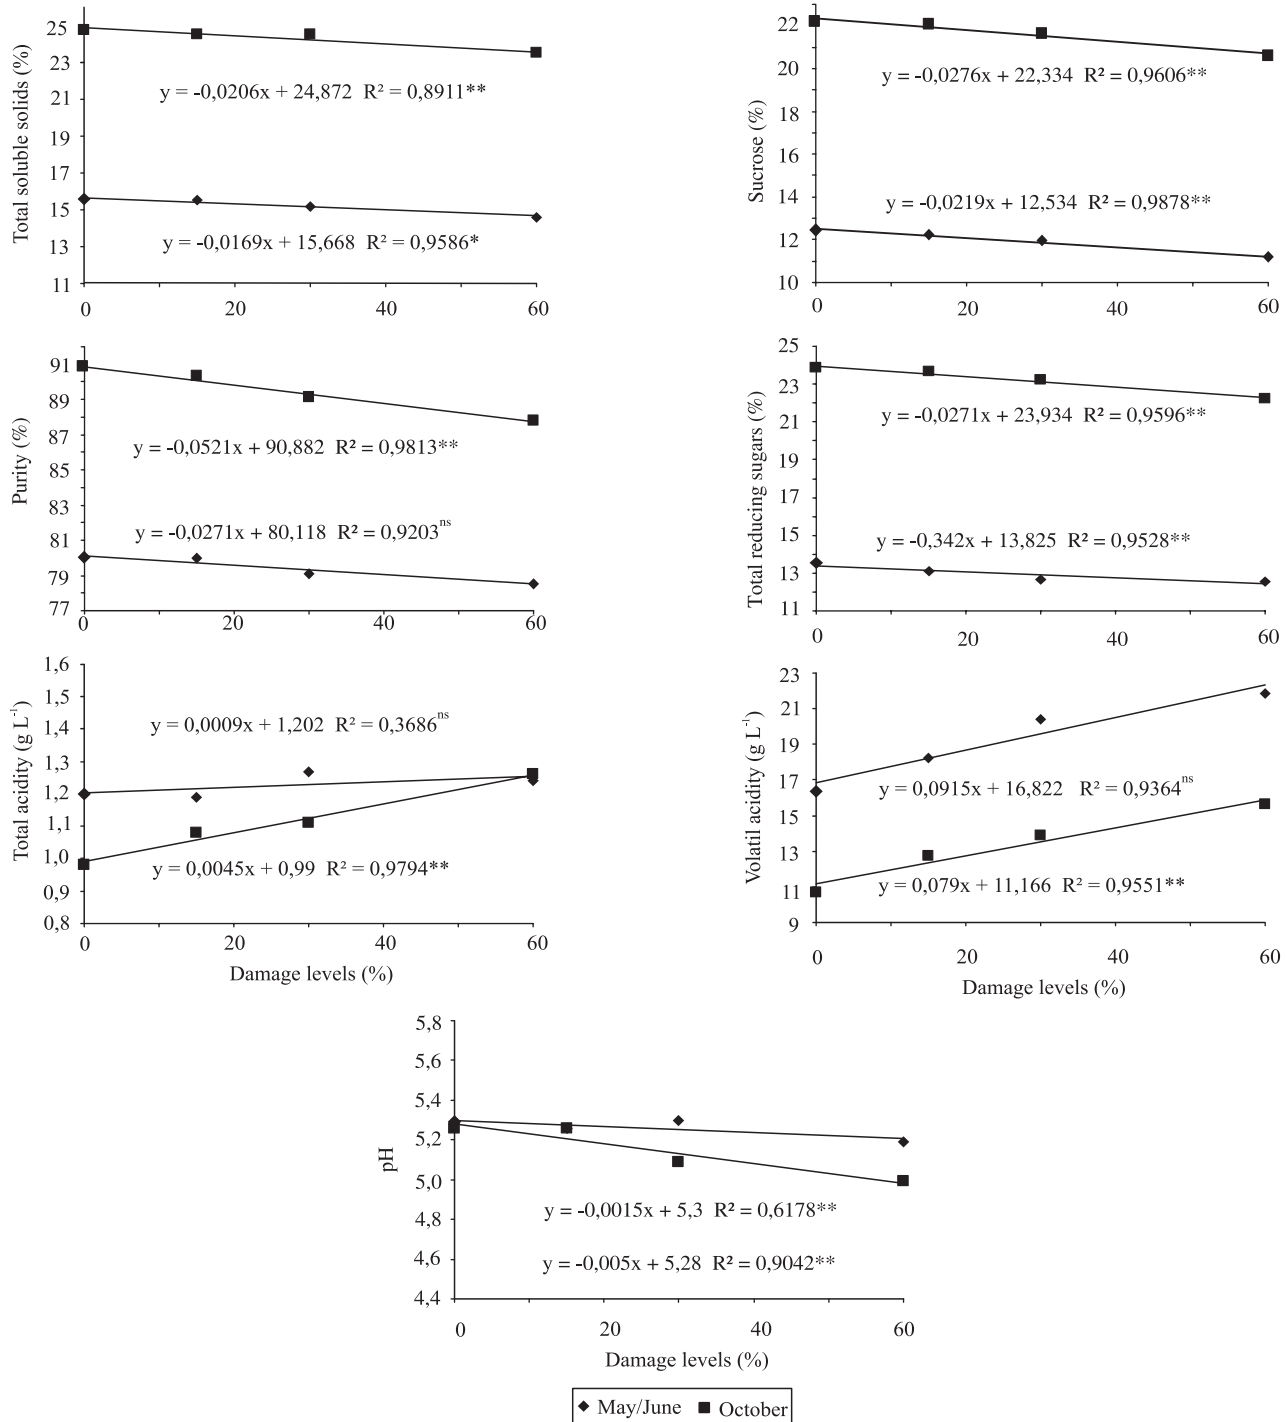 Total soluble solids (%)
25
23
21
19
17
15
13
11
y = -0,0206x + 24,872 R² = 0,8911**
y = -0,0169x + 15,668 R² = 0,9586*
0 20 40 60
Sucrose (%)
22
20
18
16
14
12
10
y = -0,0276x + 22,334 R² = 0,9606**
y = -0,0219x + 12,534 R² = 0,9878**
0 20 40 60
Purity (%)
91
89
87
85
83
81
79
77
y = -0,0521x + 90,882 R² = 0,9813**
y = -0,0271x + 80,118 R² = 0,9203ns
0 20 40 60
Total reducing sugars (%)
25
23
21
19
17
15
13
11
y = -0,0271x + 23,934 R² = 0,9596**
y = -0,342x + 13,825 R² = 0,9528**
0 20 40 60
Total acidity (g L-1)
1,6
1,5
1,4
1,3
1,2
1,1
1,0
0,9
0,8
y = 0,0009x + 1,202 R² = 0,3686ns
y = 0,0045x + 0,99 R² = 0,9794**
0 20 40 60
Damage levels (%)
Volatil acidity (g L-1)
23
21
19
17
15
13
11
9
y = 0,0915x + 16,822 R² = 0,9364ns
y = 0,079x + 11,166 R² = 0,9551**
0 20 40 60
Damage levels (%)
pH
5,8
5,6
5,4
5,2
5,0
4,8
4,6
4,4
y = -0,0015x + 5,3 R² = 0,6178**
y = -0,005x + 5,28 R² = 0,9042**
0 20 40 60
Damage levels (%)
May/June October